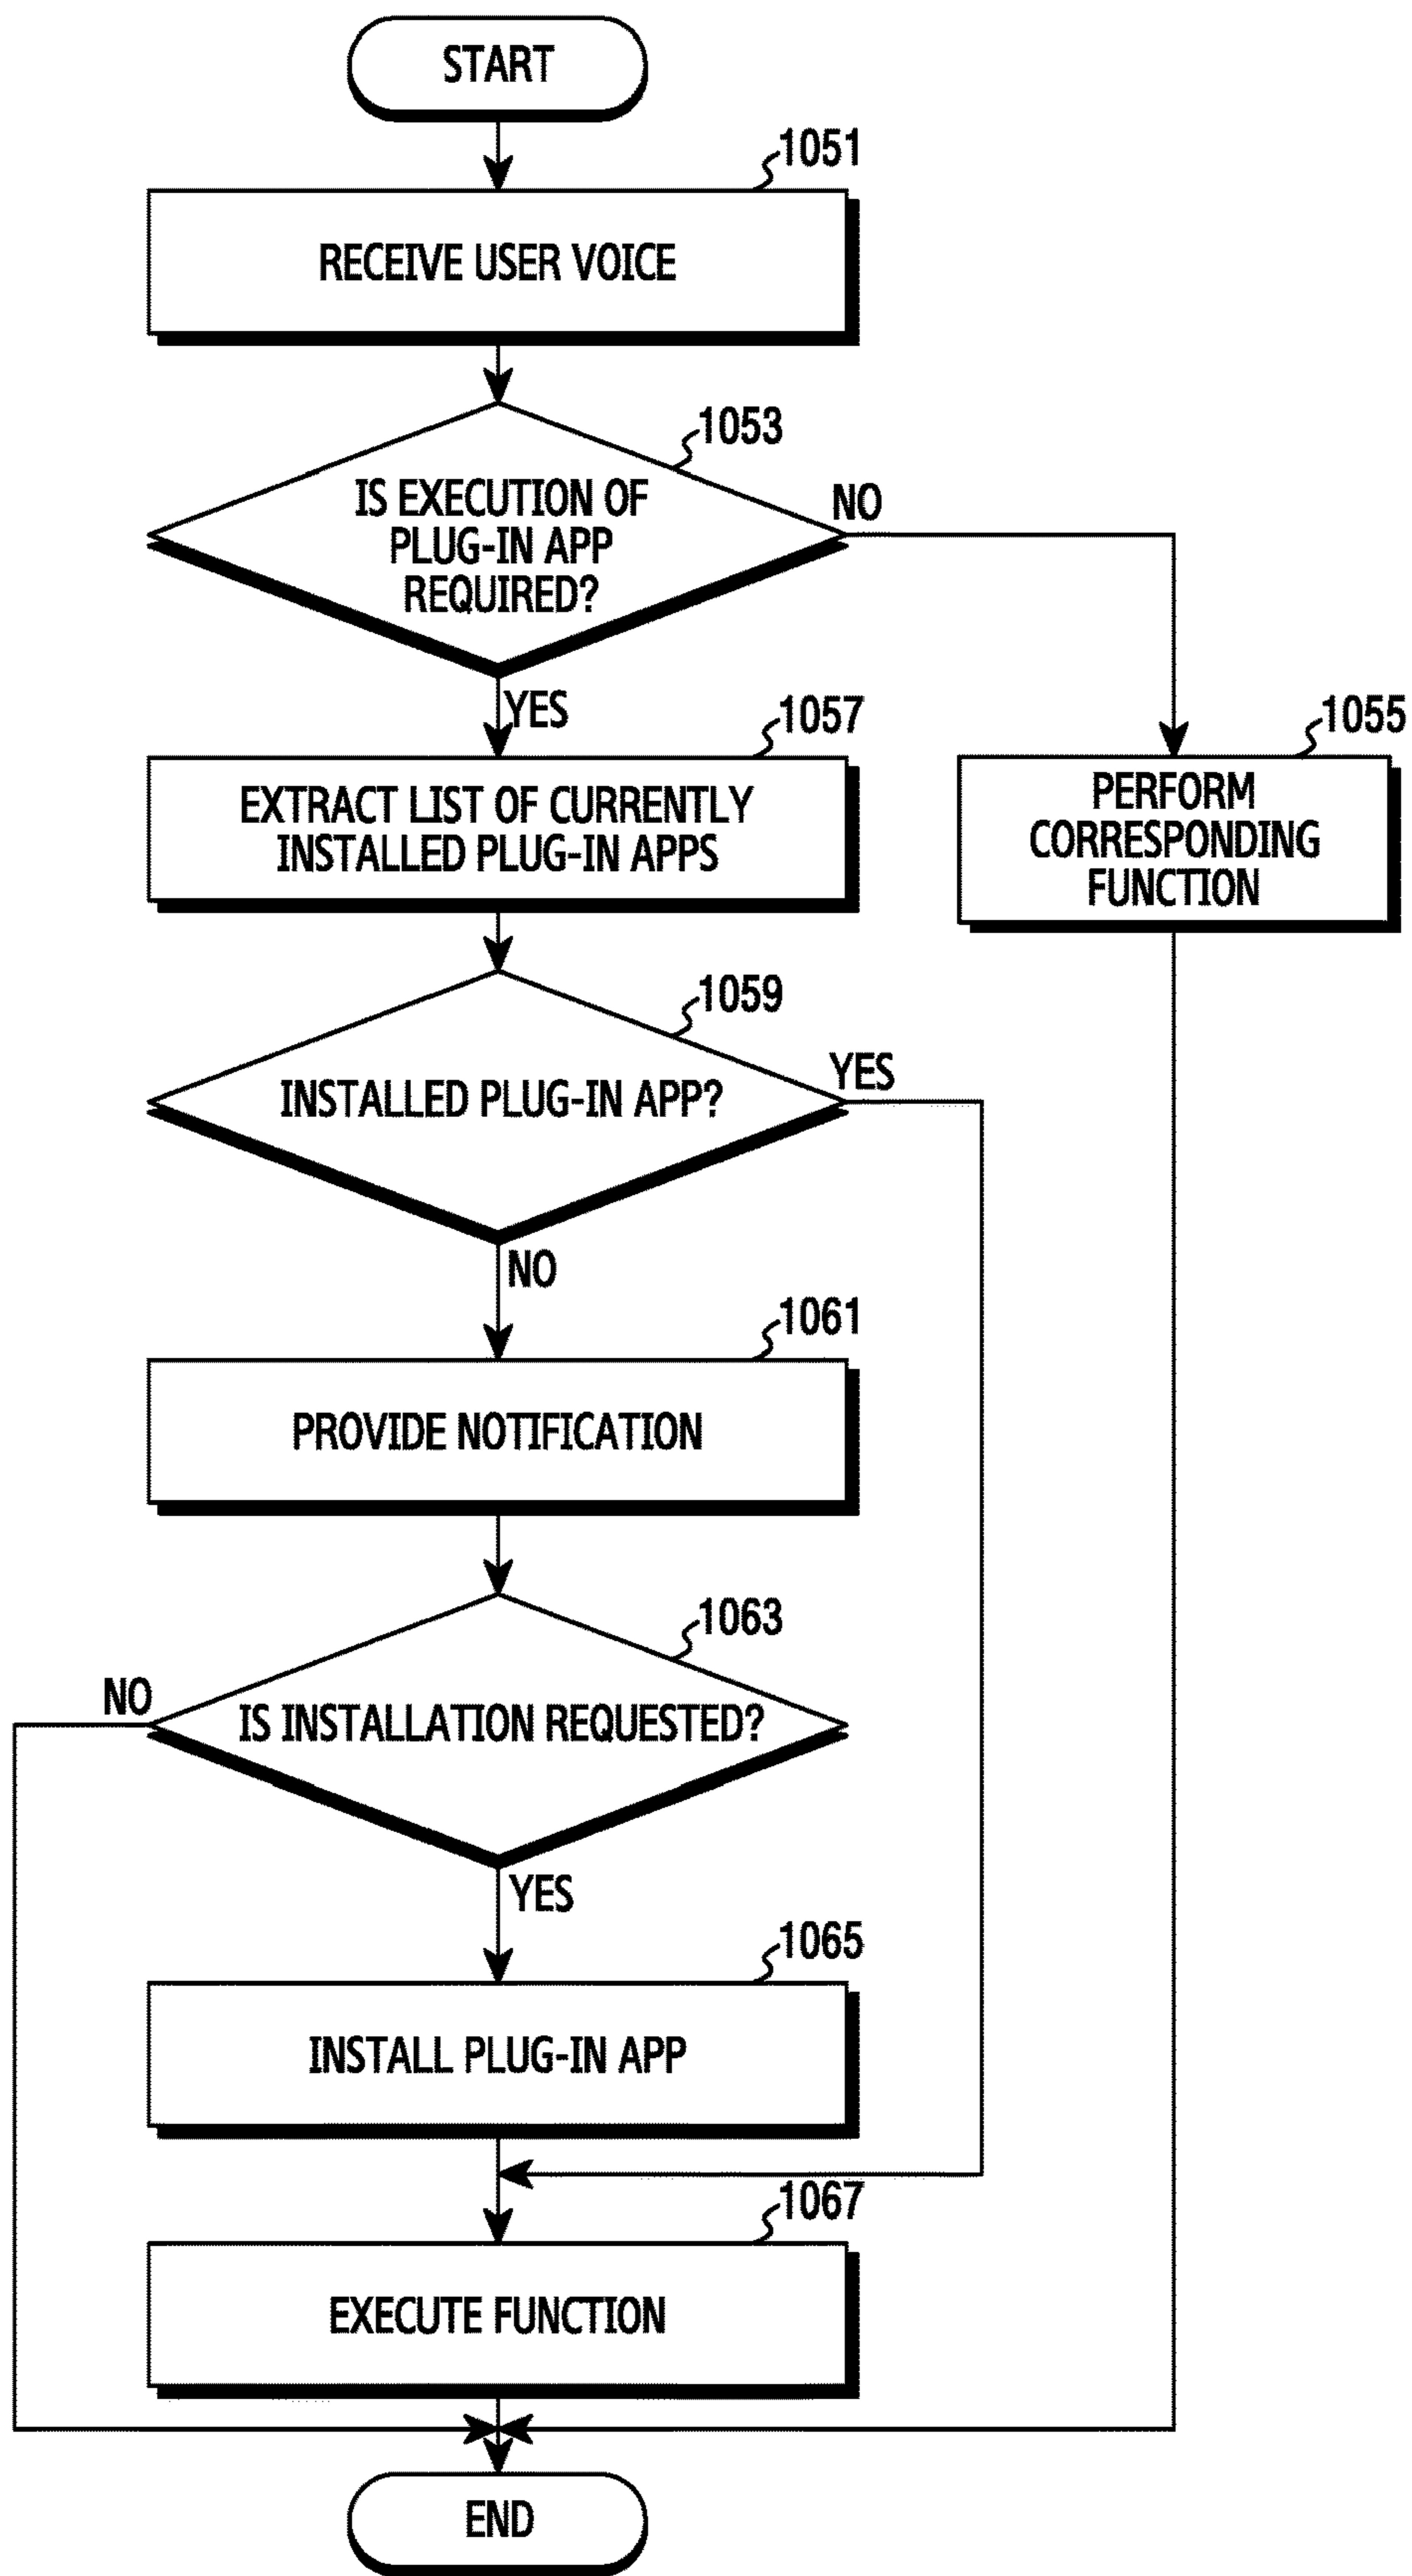 START
1051
RECEIVE USER VOICE
1053
IS EXECUTION OF
PLUG-IN APP
REQUIRED?
NO
YES
1057
EXTRACT LIST OF CURRENTLY
INSTALLED PLUG-IN APPS
1055
PERFORM
CORRESPONDING
FUNCTION
1059
INSTALLED PLUG-IN APP?
YES
NO
1061
PROVIDE NOTIFICATION
1063
IS INSTALLATION REQUESTED?
NO
YES
1065
INSTALL PLUG-IN APP
1067
EXECUTE FUNCTION
END